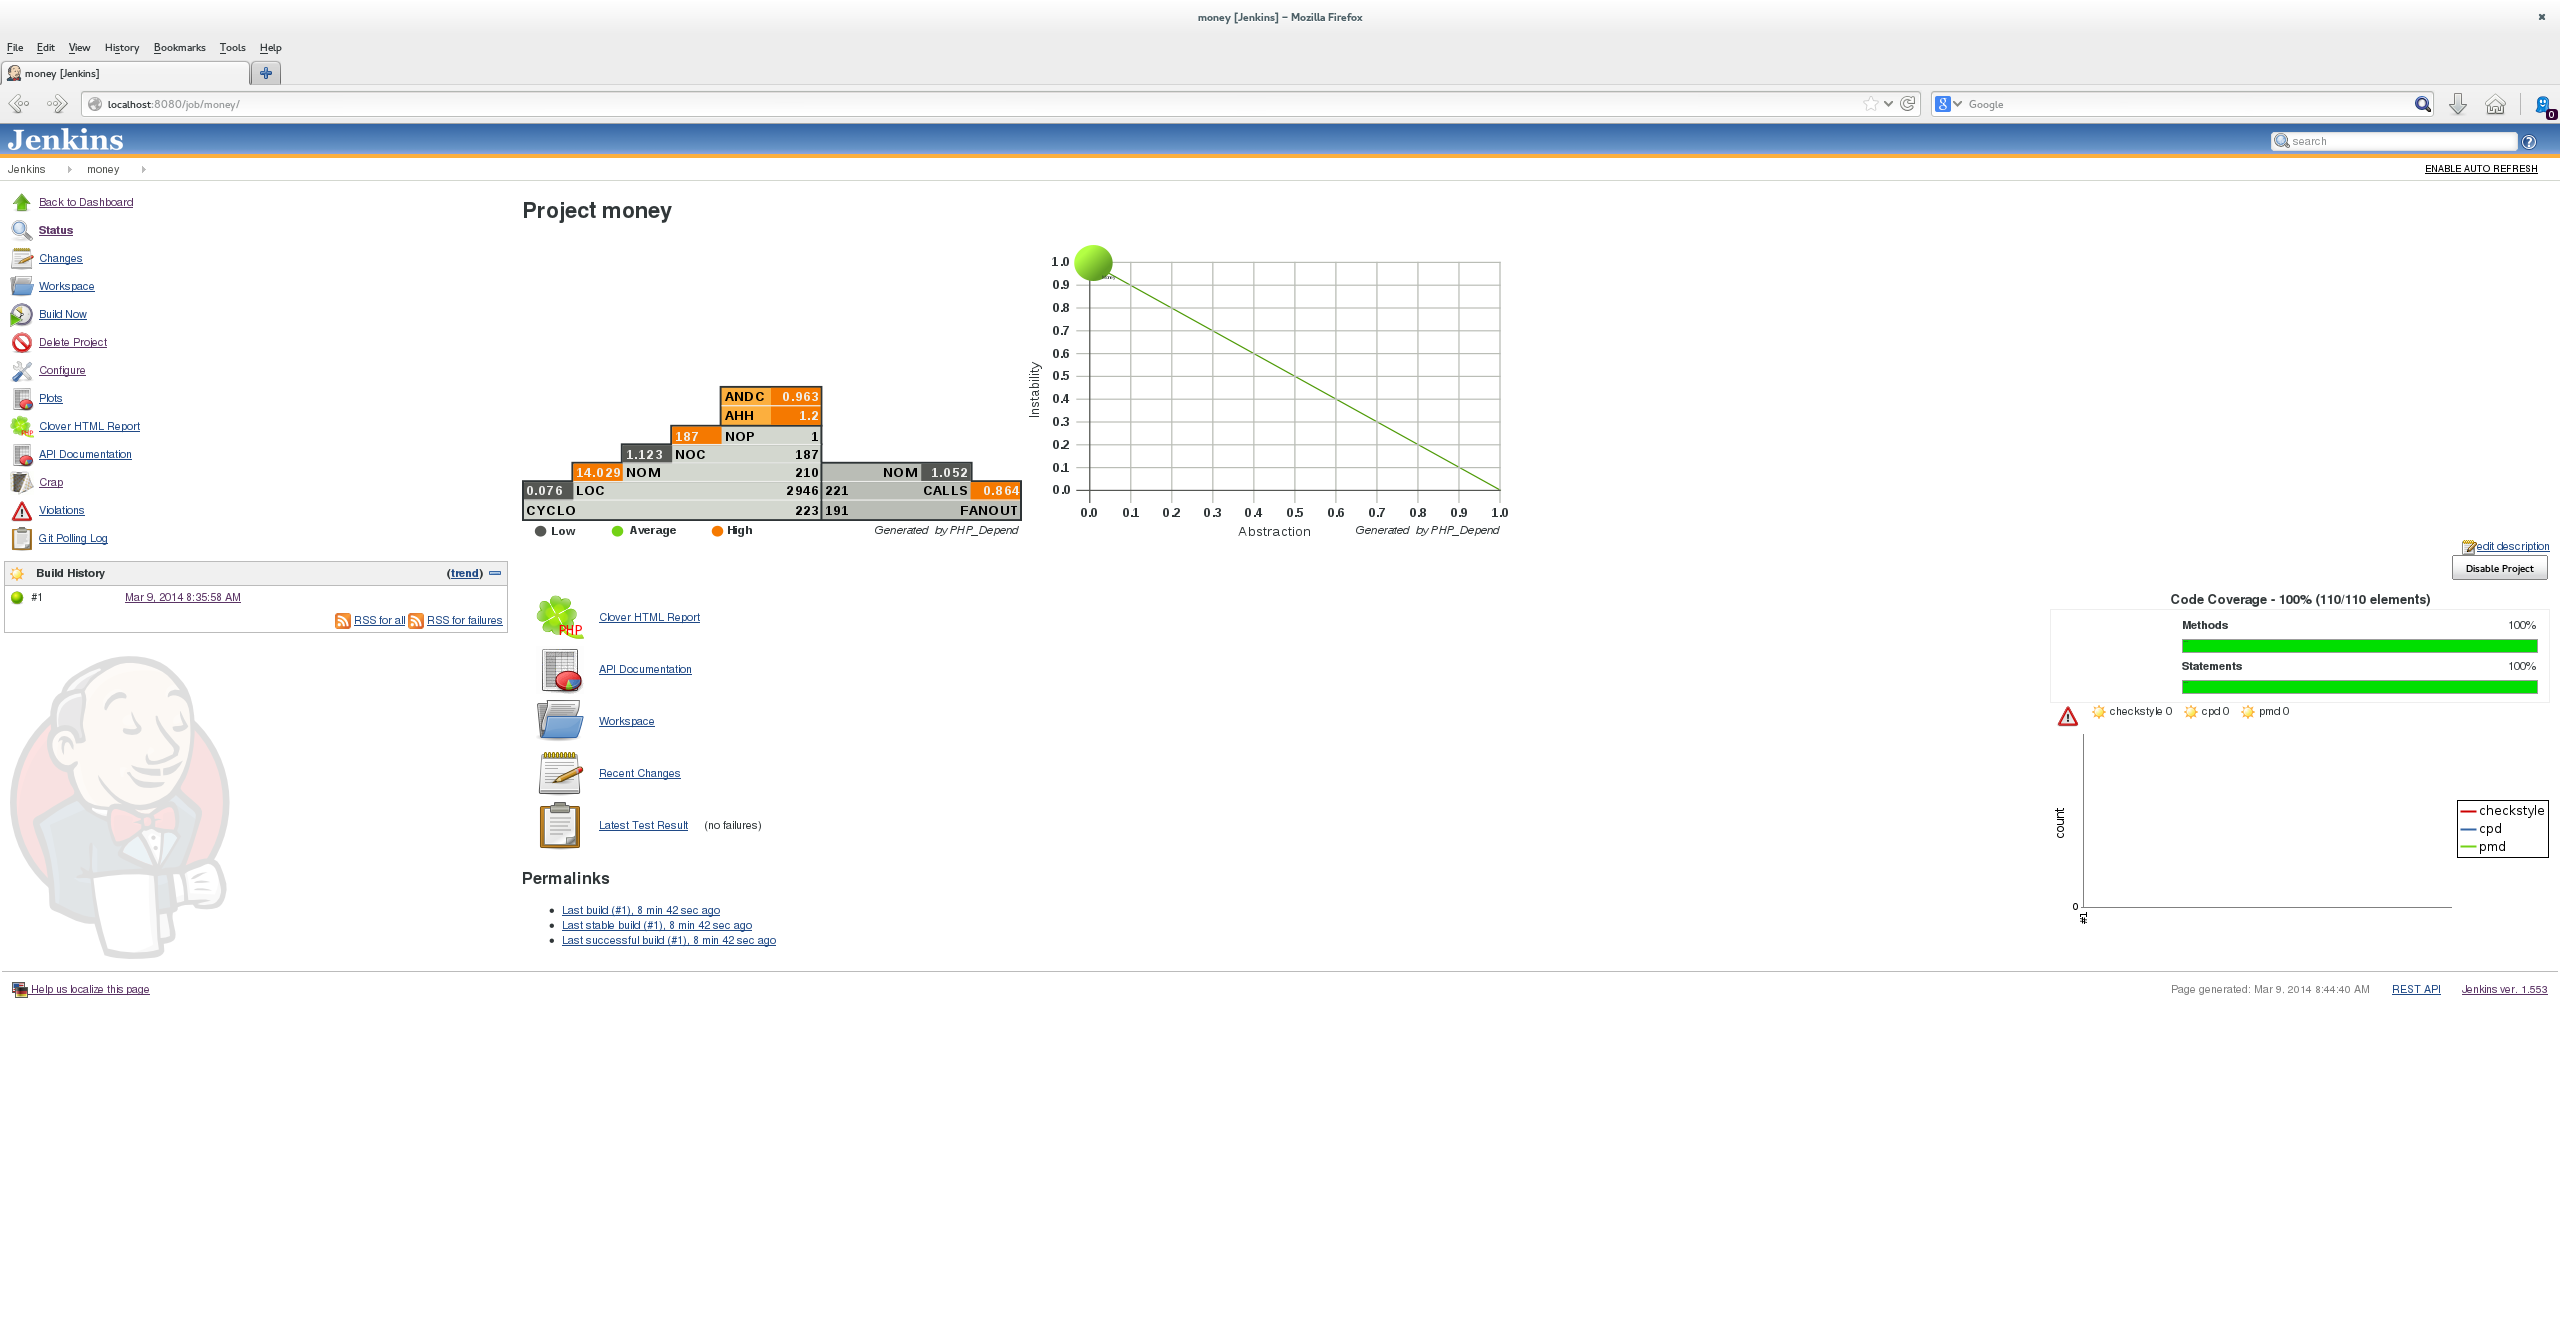 money [Jenkins] – Mozilla Firefox
File Edit View History Bookmarks Tools Help
money [Jenkins]
localhost:8080/job/money/
Google
0
Jenkins
search
Jenkins money
ENABLE AUTO REFRESH
Back to Dashboard
Status
Changes
Workspace
Build Now
Delete Project
Configure
Plots
Clover HTML Report
API Documentation
Crap
Violations
Git Polling Log
Build History (trend)
#1 Mar 9, 2014 8:35:58 AM
RSS for all RSS for failures
Project money
ANDC 0.963
AHH 1.2
187 NOP 1
1.123 NOC 187
14.029 NOM 210 NOM 1.052
0.076 LOC 2946 221 CALLS 0.864
CYCLO 223 191 FANOUT
Low Average High Generated by PHP_Depend
1.0
0.9
0.8
0.7
0.6
0.5
0.4
0.3
0.2
0.1
0.0
Instability
0.0 0.1 0.2 0.3 0.4 0.5 0.6 0.7 0.8 0.9 1.0
Abstraction Generated by PHP_Depend
edit description
Disable Project
PHP Clover HTML Report
API Documentation
Workspace
Recent Changes
Latest Test Result (no failures)
Permalinks
Last build (#1), 8 min 42 sec ago
Last stable build (#1), 8 min 42 sec ago
Last successful build (#1), 8 min 42 sec ago
Code Coverage - 100% (110/110 elements)
Methods 100%
Statements 100%
checkstyle 0 cpd 0 pmd 0
count
0
#1
checkstyle
cpd
pmd
Help us localize this page
Page generated: Mar 9, 2014 8:44:40 AM REST API Jenkins ver. 1.553